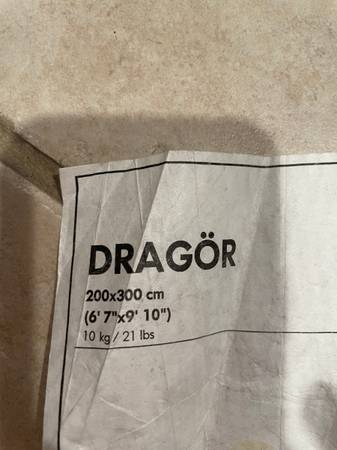 DRAGÖR
200x300 cm
(6' 7"x9' 10")
10 kg / 21 lbs